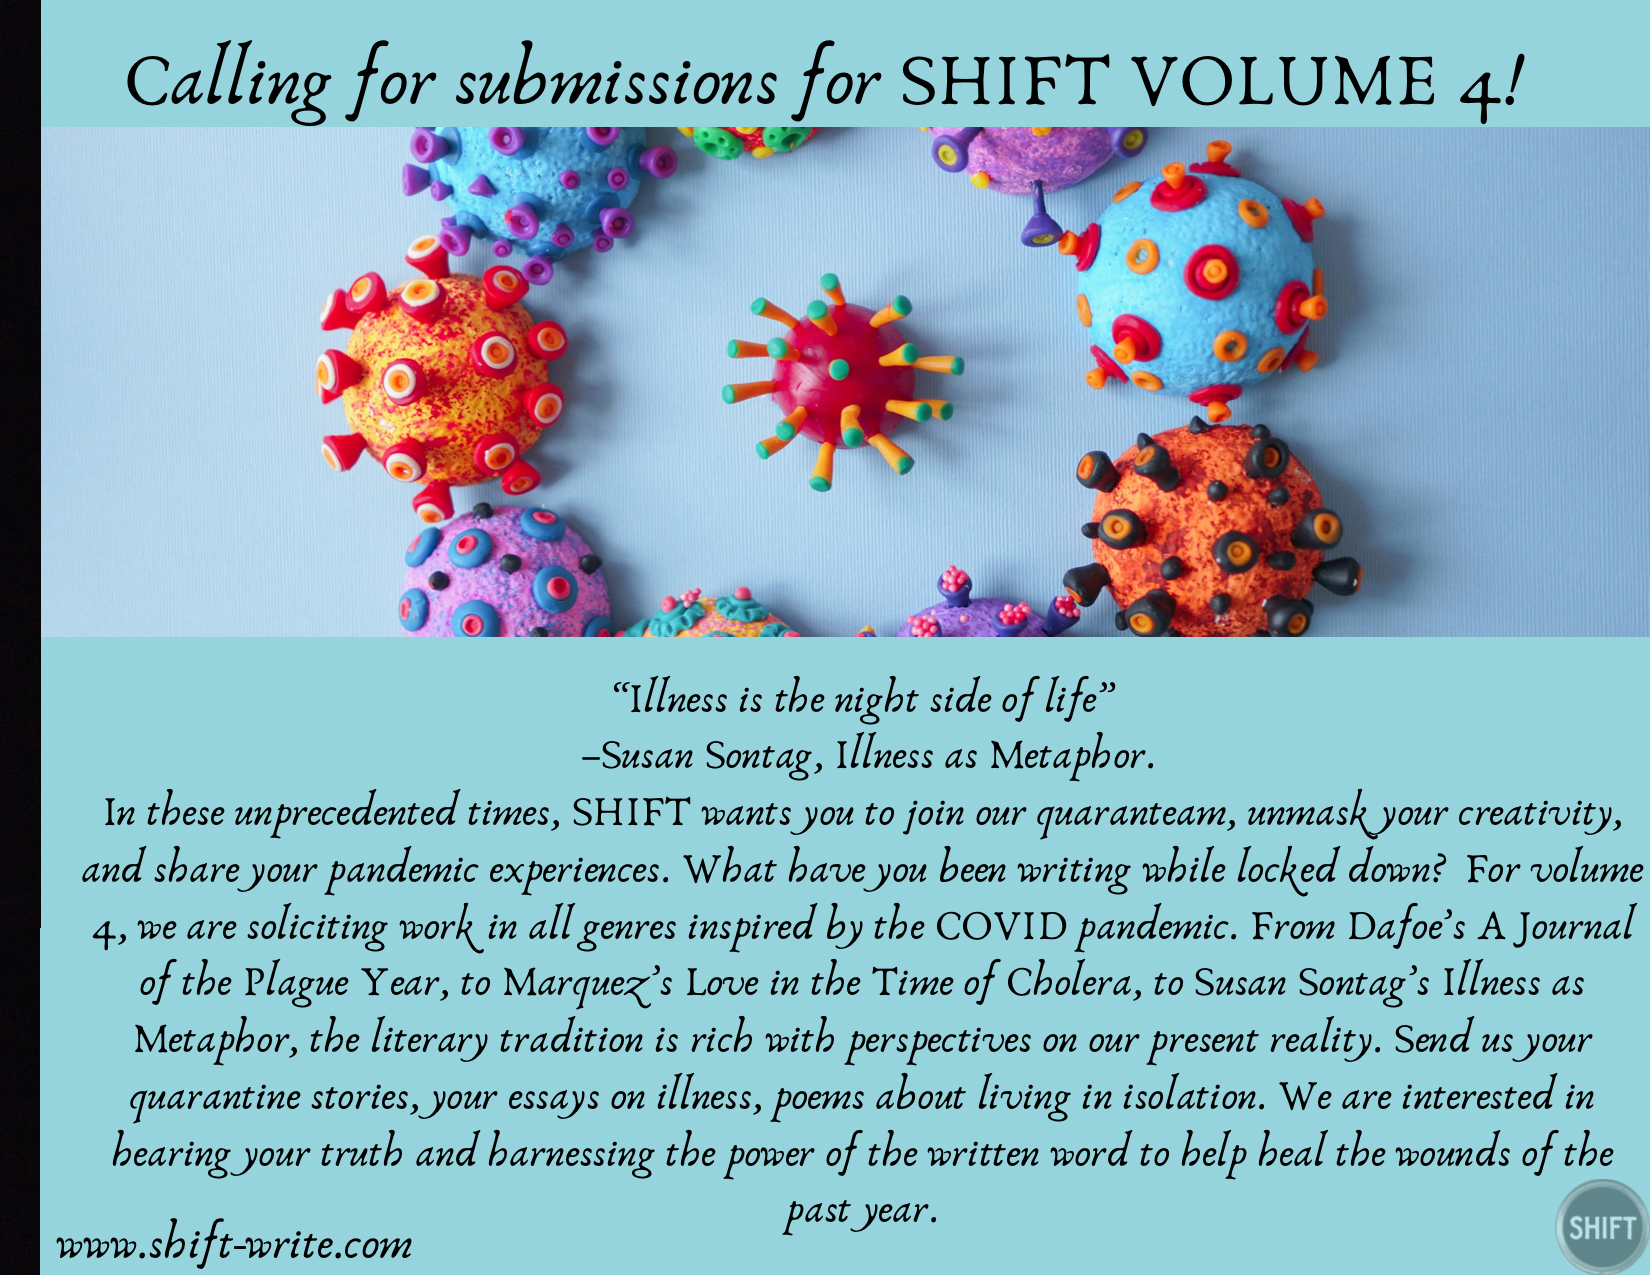 Calling for submissions for SHIFT VOLUME 4!
“Illness is the night side of life”
–Susan Sontag, Illness as Metaphor.
In these unprecedented times, SHIFT wants you to join our quaranteam, unmask your creativity,
and share your pandemic experiences. What have you been writing while locked down?  For volume
4, we are soliciting work in all genres inspired by the COVID pandemic. From Dafoe’s A Journal
of the Plague Year, to Marquez’s Love in the Time of Cholera, to Susan Sontag’s Illness as
Metaphor, the literary tradition is rich with perspectives on our present reality. Send us your
quarantine stories, your essays on illness, poems about living in isolation. We are interested in
hearing your truth and harnessing the power of the written word to help heal the wounds of the
past year.
www.shift-write.com
SHIFT